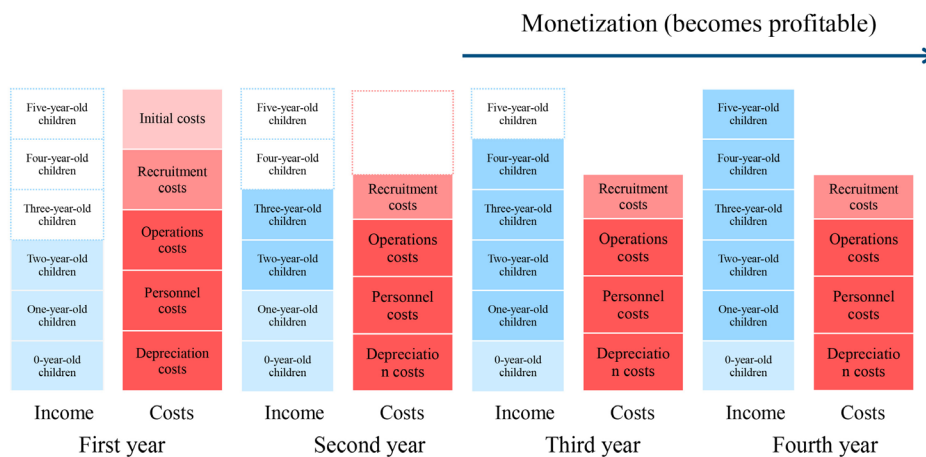 Monetization (becomes profitable)
Five-year-old
children
Four-year-old
children
Three-year-old
children
Two-year-old
children
One-year-old
children
0-year-old
children
Income
Initial costs
Recruitment
costs
Operations
costs
Personnel
costs
Depreciation
costs
Costs
First year
Five-year-old
children
Four-year-old
children
Three-year-old
children
Two-year-old
children
One-year-old
children
0-year-old
children
Income
Recruitment
costs
Operations
costs
Personnel
costs
Depreciatio
n costs
Costs
Second year
Five-year-old
children
Four-year-old
children
Three-year-old
children
Two-year-old
children
One-year-old
children
0-year-old
children
Income
Recruitment
costs
Operations
costs
Personnel
costs
Depreciatio
n costs
Costs
Third year
Five-year-old
children
Four-year-old
children
Three-year-old
children
Two-year-old
children
One-year-old
children
0-year-old
children
Income
Recruitment
costs
Operations
costs
Personnel
costs
Depreciatio
n costs
Costs
Fourth year